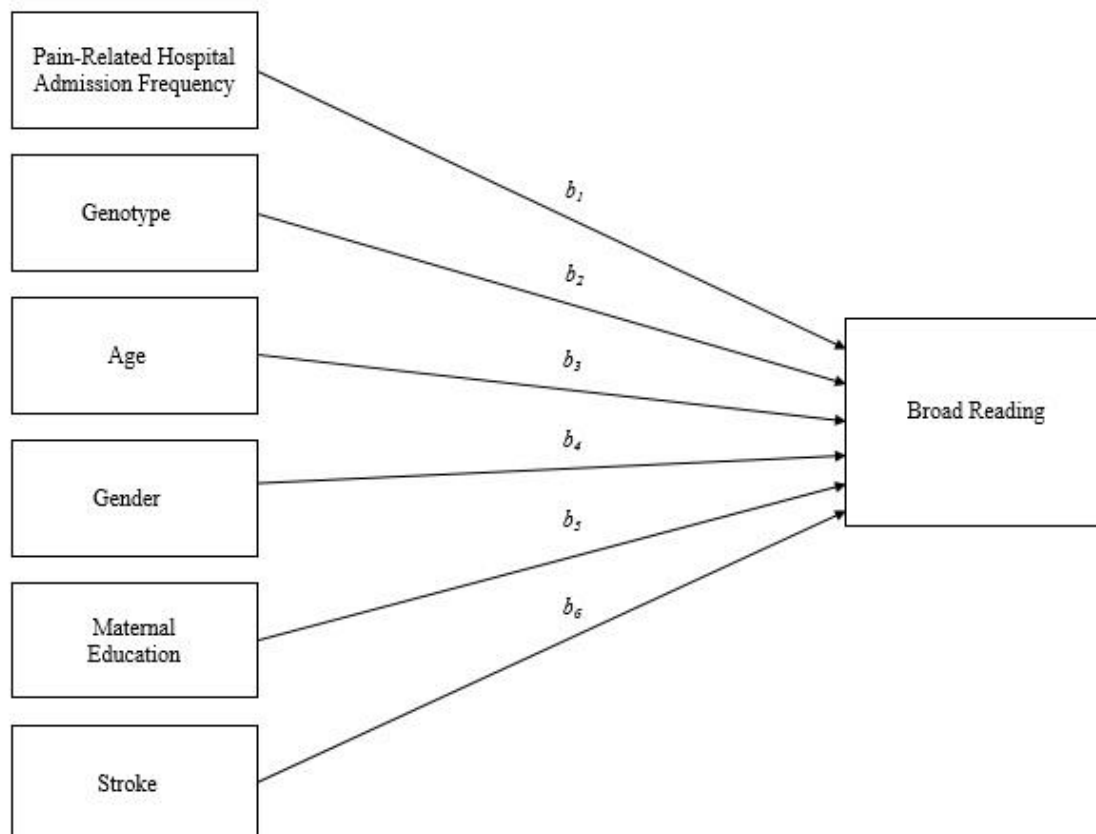 Pain-Related Hospital
Admission Frequency
b₁
Genotype
b₂
Age
b₃
Broad Reading
b₄
Gender
b₅
Maternal
Education
b₆
Stroke